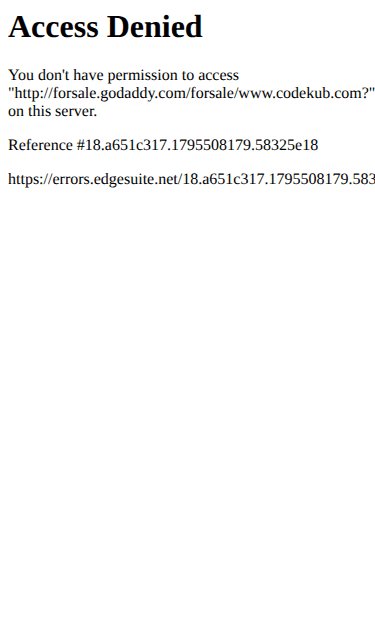 Access Denied
You don't have permission to access
"http://forsale.godaddy.com/forsale/www.codekub.com?"
on this server.
Reference #18.a651c317.1795508179.58325e18
https://errors.edgesuite.net/18.a651c317.1795508179.583